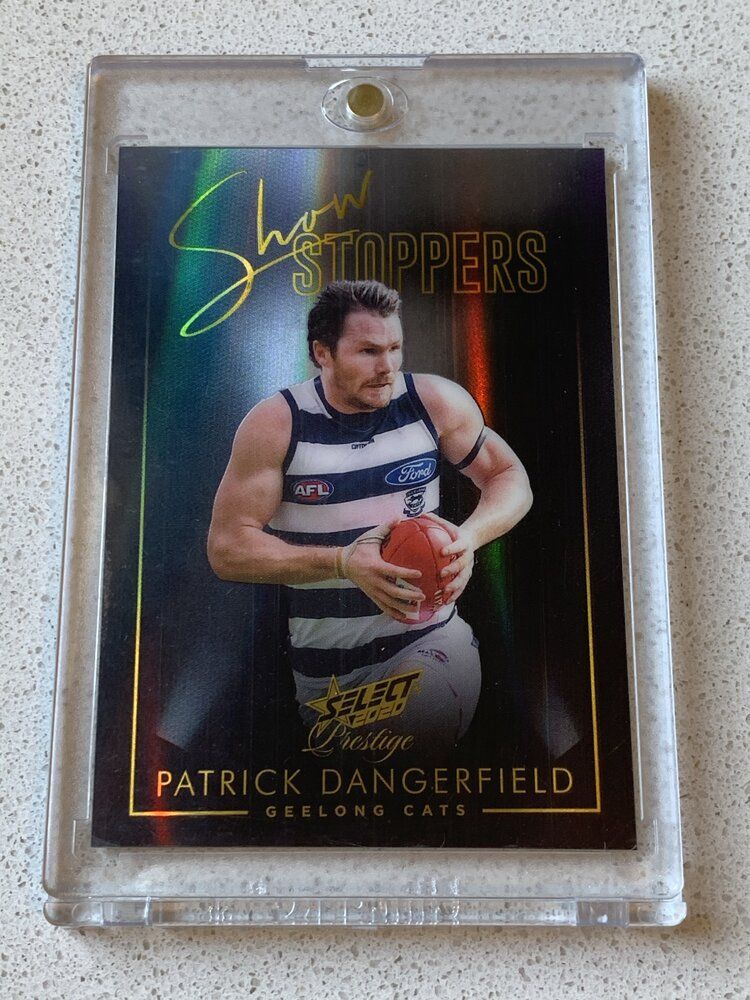 Show
STOPPERS
AFL
Ford
SELECT
2020
Prestige
PATRICK DANGERFIELD
GEELONG CATS